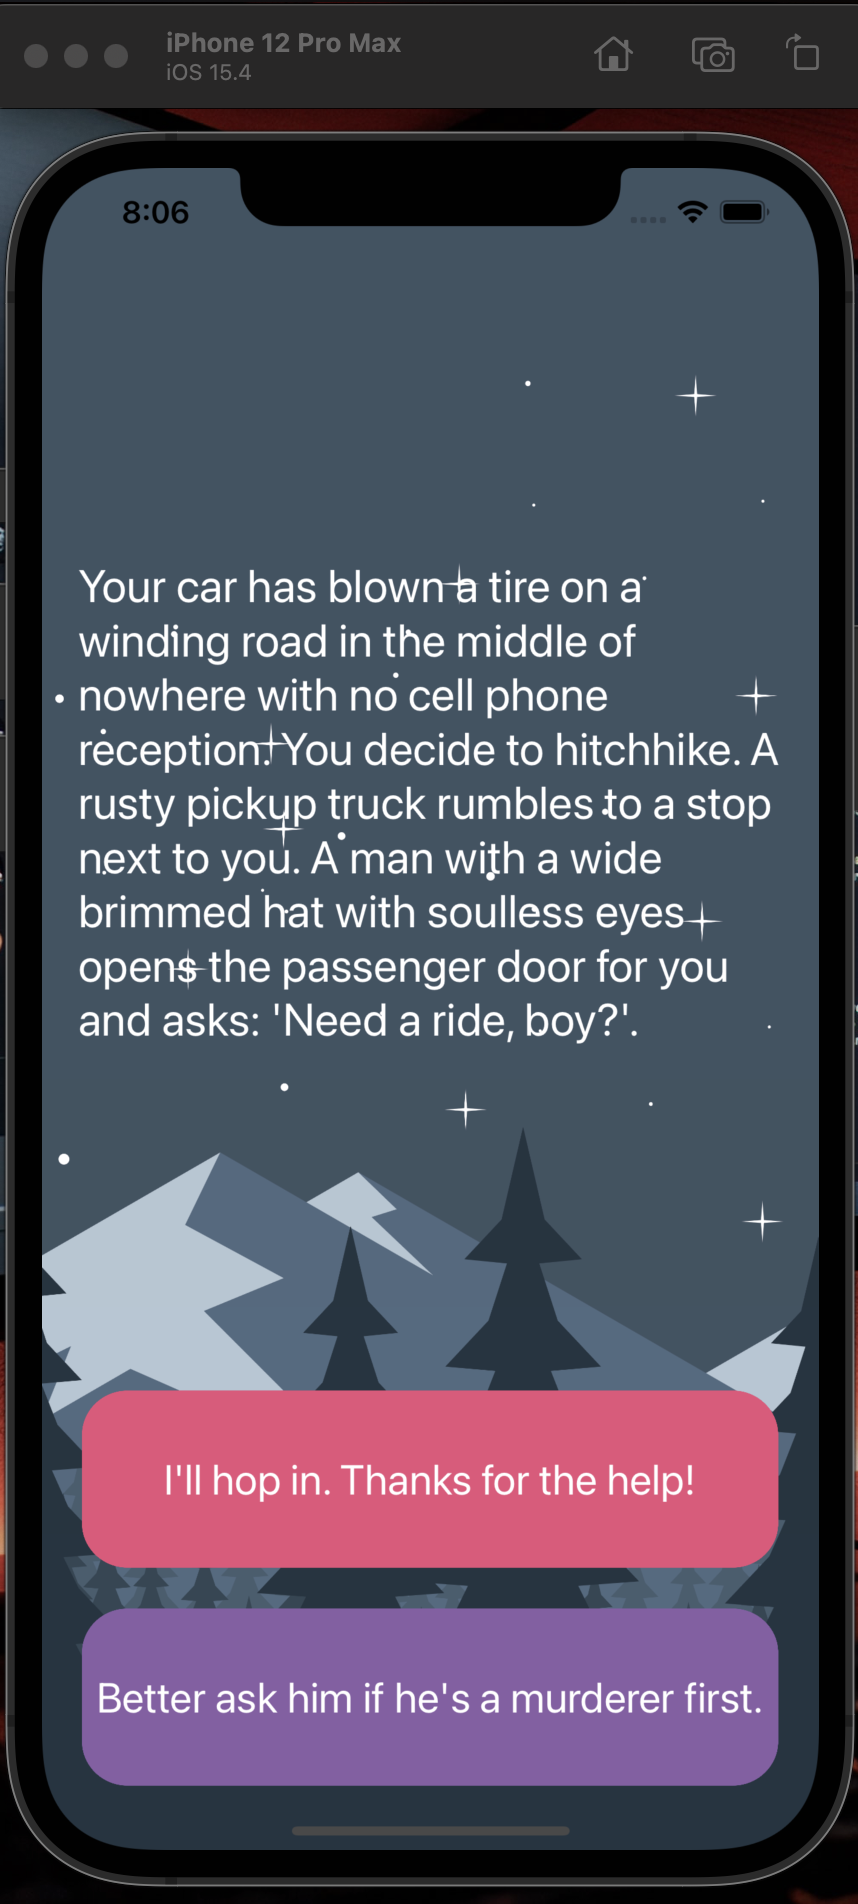 iPhone 12 Pro Max
iOS 15.4
8:06
Your car has blown a tire on a
winding road in the middle of
nowhere with no cell phone
reception. You decide to hitchhike. A
rusty pickup truck rumbles to a stop
next to you. A man with a wide
brimmed hat with soulless eyes
opens the passenger door for you
and asks: 'Need a ride, boy?'.
I'll hop in. Thanks for the help!
Better ask him if he's a murderer first.